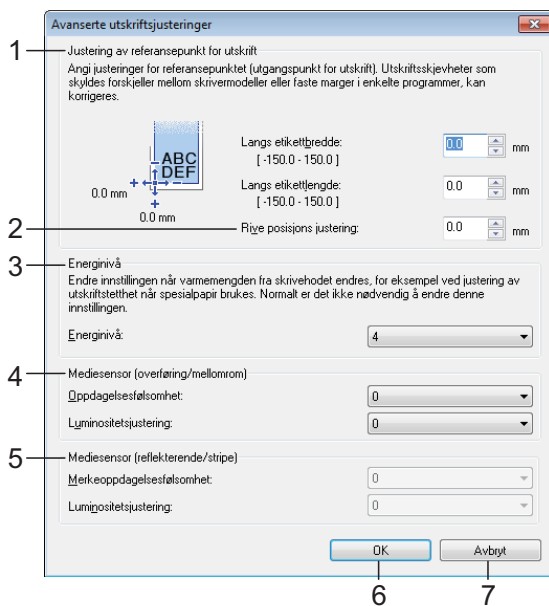 Avanserte utskriftsjusteringer
1
Justering av referansepunkt for utskrift
Angi justeringer for referansepunktet (utgangspunkt for utskrift). Utskriftsskjevheter som
skyldes forskjeller mellom skrivermodeller eller faste marger i enkelte programmer, kan
korrigeres.
ABC
DEF
0.0 mm
0.0 mm
Langs etikettbredde:
0.0 mm
[ -150.0 - 150.0 ]
Langs etikettlengde:
0.0 mm
[ -150.0 - 150.0 ]
2
Rive posisjons justering:
0.0 mm
3
Energinivå
Endre innstillingen når varmemengden fra skrivehodet endres, for eksempel ved justering av
utskriftstetthet når spesialpapir brukes. Normalt er det ikke nødvendig å endre denne
innstillingen.
Energinivå:
4
4
Mediesensor (overføring/mellomrom)
Oppdagelsesfølsomhet:
0
Luminositetsjustering:
0
5
Mediesensor (reflekterende/stripe)
Merkeoppdagelsesfølsomhet:
0
Luminositetsjustering:
0
OK
Avbryt
6
7